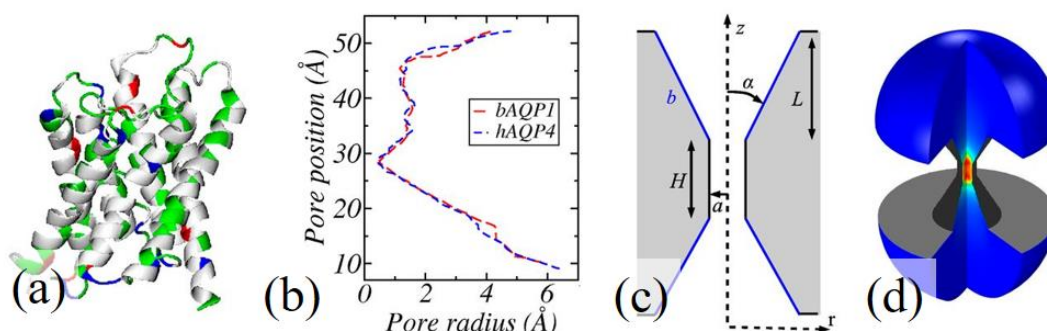 (a)
(b)
Pore position (Å)
50
40
30
20
10
0
2
4
6
Pore radius (Å)
bAQP1
hAQP4
(c)
z
α
b
L
H
a
r
(d)